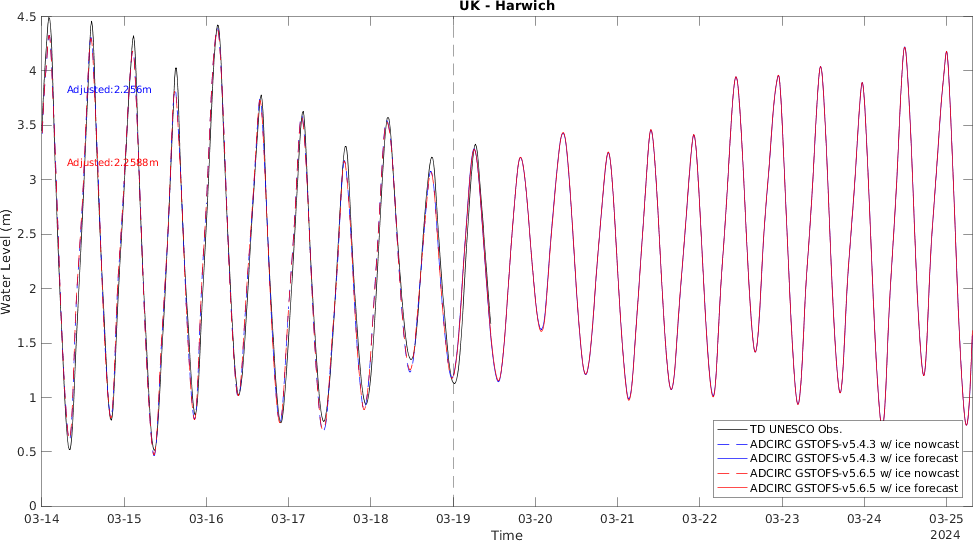 UK - Harwich
4.5
4
3.5
3
2.5
2
1.5
1
0.5
0
Water Level (m)
Adjusted:2.256m
Adjusted:2.2588m
TD UNESCO Obs.
ADCIRC GSTOFS-v5.4.3 w/ ice nowcast
ADCIRC GSTOFS-v5.4.3 w/ ice forecast
ADCIRC GSTOFS-v5.6.5 w/ ice nowcast
ADCIRC GSTOFS-v5.6.5 w/ ice forecast
03-14 03-15 03-16 03-17 03-18 03-19 03-20 03-21 03-22 03-23 03-24 03-25
Time
2024